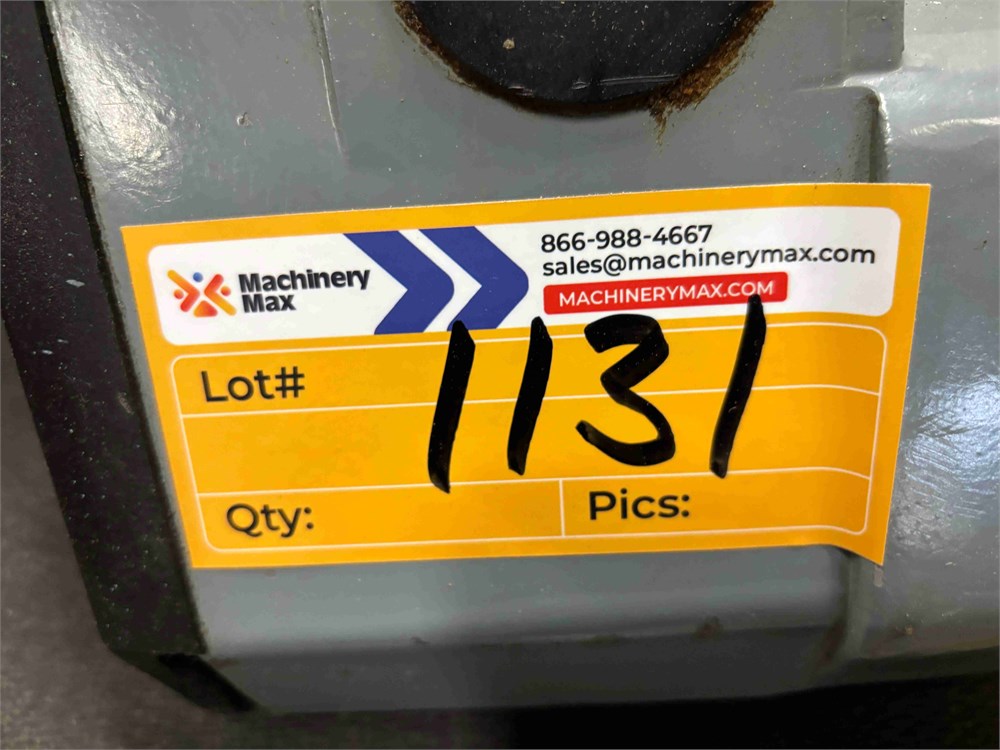 Machinery
Max
866-988-4667
sales@machinerymax.com
MACHINERYMAX.COM
Lot#
1131
Qty:
Pics: